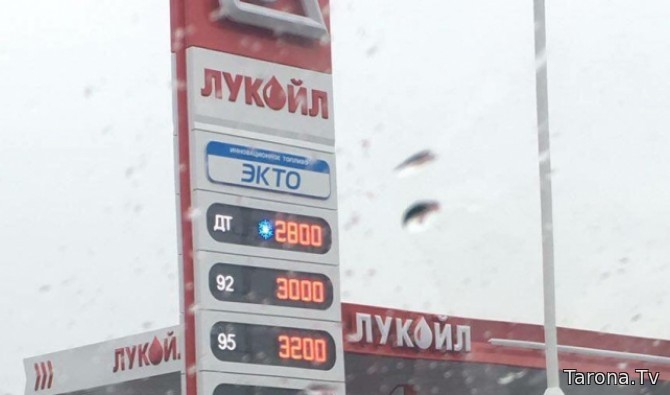 ЛУКОЙЛ
ИННОВАЦИОННОЕ ТОПЛИВО
ЭКТО
ДТ 2800
92 3000
95 3200
ЛУКОЙЛ
ЛУКОЙЛ
Tarona.Tv